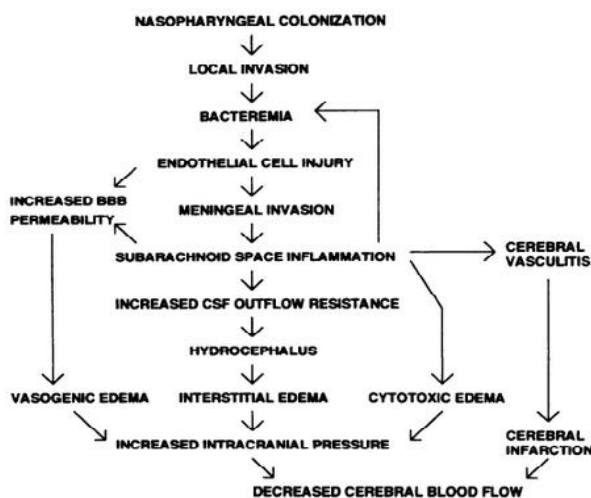 NASOPHARYNGEAL COLONIZATION
LOCAL INVASION
BACTEREMIA
ENDOTHELIAL CELL INJURY
INCREASED BBB
PERMEABILITY
MENINGEAL INVASION
SUBARACHNOID SPACE INFLAMMATION
CEREBRAL
VASCULITIS
INCREASED CSF OUTFLOW RESISTANCE
HYDROCEPHALUS
VASOGENIC EDEMA
INTERSTITIAL EDEMA
CYTOTOXIC EDEMA
INCREASED INTRACRANIAL PRESSURE
CEREBRAL
INFARCTION
DECREASED CEREBRAL BLOOD FLOW